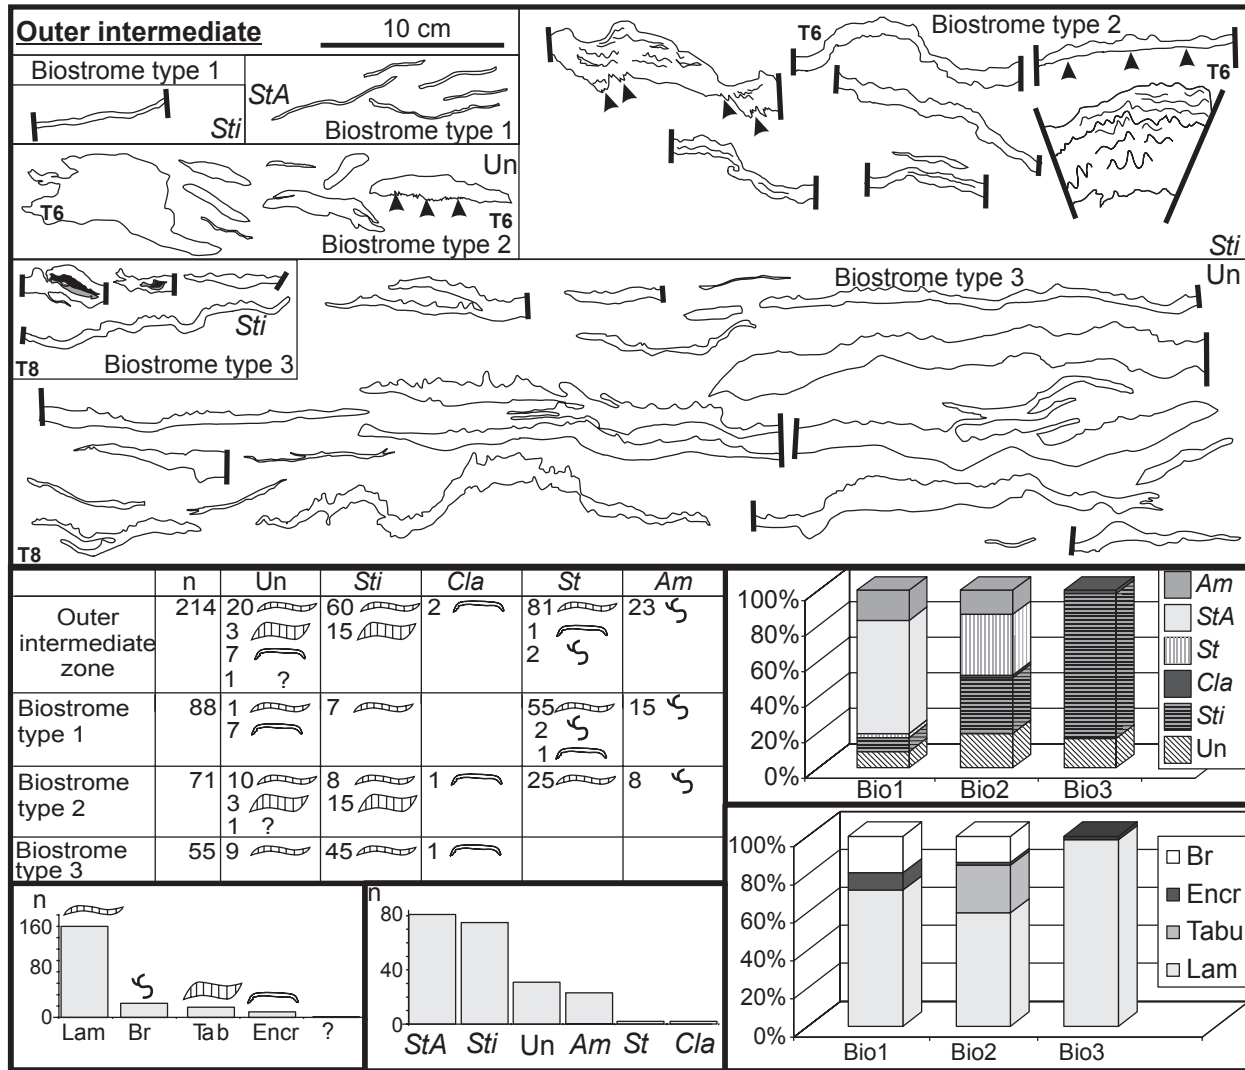 Outer intermediate
10 cm
Biostrome type 1
Sti
StA
Biostrome type 1
T6
Biostrome type 2
T6
Sti
Un
T6
T6
Biostrome type 2
Sti
T8
Biostrome type 3
Biostrome type 3
Un
T8
n Un Sti Cla St Am
Outer intermediate zone 214 20 60 2 81 23
3 15 1
7 2
1 ?
Biostrome type 1 88 1 7 55 15
7 2
1
Biostrome type 2 71 10 8 1 25 8
3 15
1 ?
Biostrome type 3 55 9 45 1
100%
80%
60%
40%
20%
0%
Bio1 Bio2 Bio3
Am
StA
St
Cla
Sti
Un
100%
80%
60%
40%
20%
0%
Bio1 Bio2 Bio3
Br
Encr
Tabu
Lam
n
160
80
0
Lam Br Tab Encr ?
n
80
40
0
StA Sti Un Am St Cla